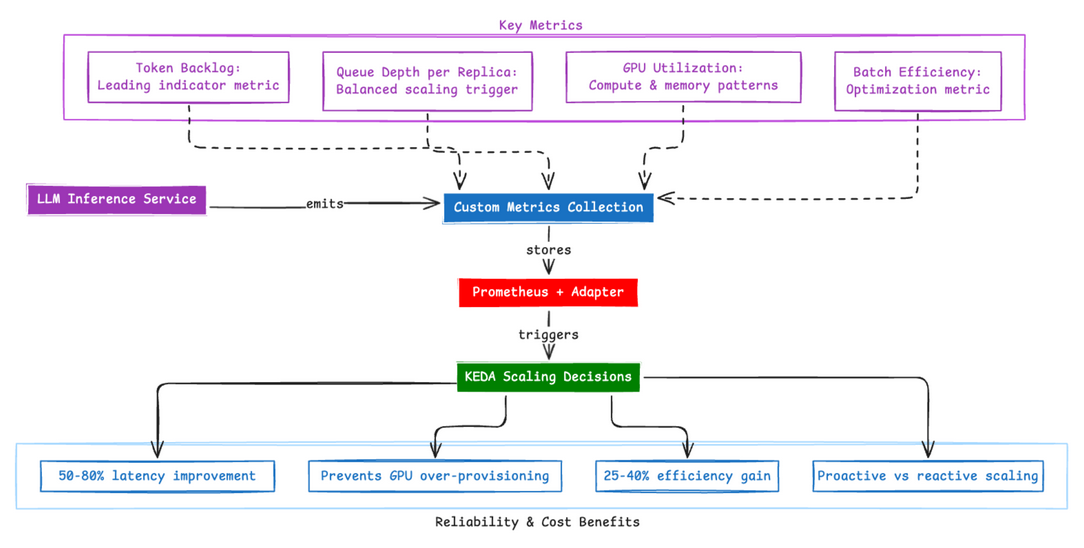 Key Metrics
Token Backlog:
Leading indicator metric
Queue Depth per Replica:
Balanced scaling trigger
GPU Utilization:
Compute & memory patterns
Batch Efficiency:
Optimization metric
LLM Inference Service
emits
Custom Metrics Collection
stores
Prometheus + Adapter
triggers
KEDA Scaling Decisions
50-80% latency improvement
Prevents GPU over-provisioning
25-40% efficiency gain
Proactive vs reactive scaling
Reliability & Cost Benefits